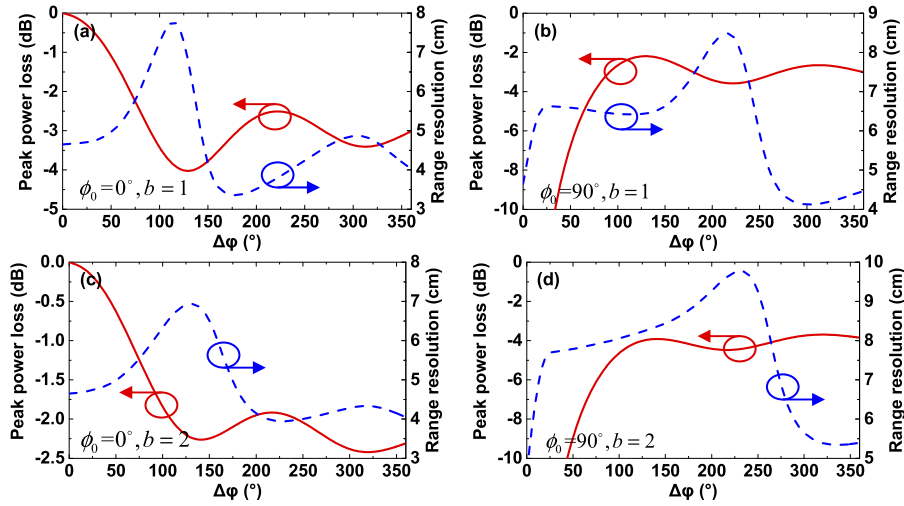 (a)
Peak power loss (dB)
0
-1
-2
-3
-4
-5
8
7
6
5
4
3
Range resolution (cm)
ϕ₀=0°, b=1
0 50 100 150 200 250 300 350
Δφ (°)
(b)
Peak power loss (dB)
0
-2
-4
-6
-8
-10
9
8
7
6
5
4
Range resolution (cm)
ϕ₀=90°, b=1
0 50 100 150 200 250 300 350
Δφ (°)
(c)
Peak power loss (dB)
0.0
-0.5
-1.0
-1.5
-2.0
-2.5
8
7
6
5
4
3
Range resolution (cm)
ϕ₀=0°, b=2
0 50 100 150 200 250 300 350
Δφ (°)
(d)
Peak power loss (dB)
0
-2
-4
-6
-8
-10
10
9
8
7
6
5
Range resolution (cm)
ϕ₀=90°, b=2
0 50 100 150 200 250 300 350
Δφ (°)